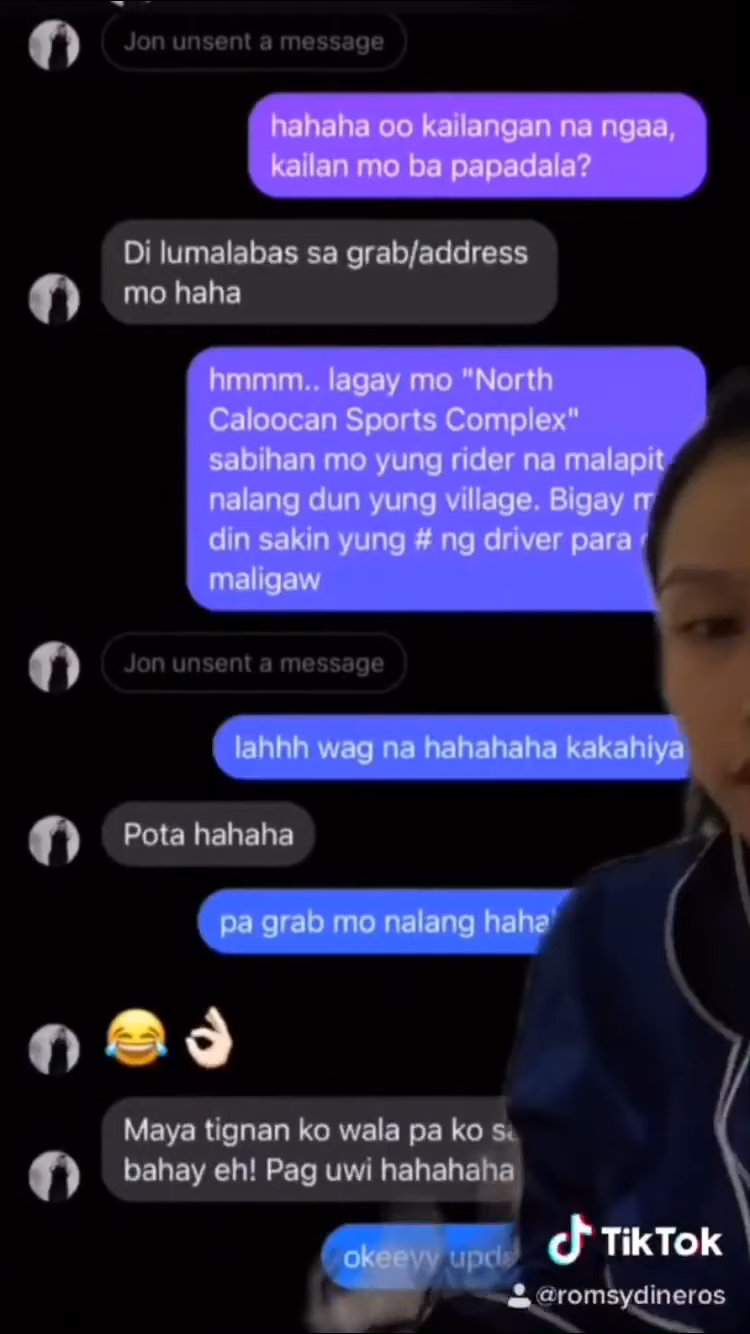 Jon unsent a message
hahaha oo kailangan na ngaa,
kailan mo ba papadala?
Di lumalabas sa grab/address
mo haha
hmmm.. lagay mo "North
Caloocan Sports Complex"
sabihan mo yung rider na malapit
nalang dun yung village. Bigay
din sakin yung # ng driver para
maligaw
Jon unsent a message
lahhh wag na hahahaha kakahiya
Pota hahaha
pa grab mo nalang
😂 👌🏻
Maya tignan ko wala pa ko
bahay eh! Pag uwi hahahaha
okeeyy
TikTok
@romsydineros